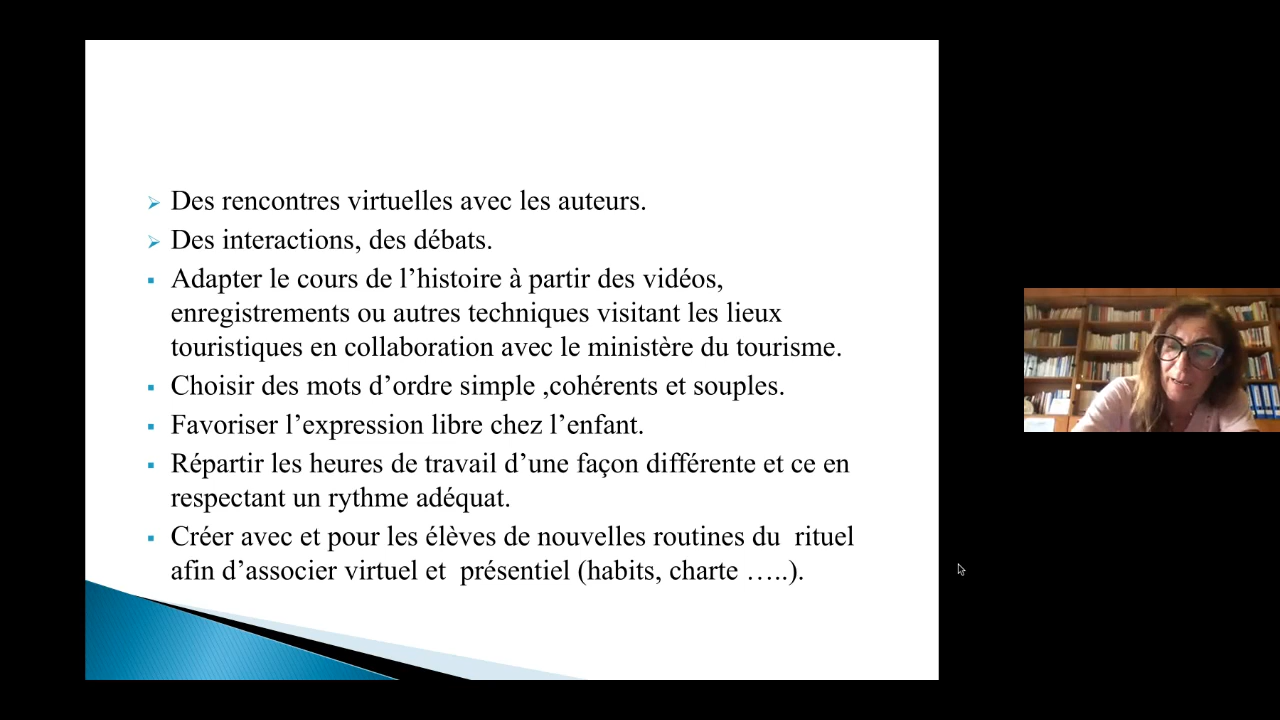 Des rencontres virtuelles avec les auteurs.
Des interactions, des débats.
Adapter le cours de l’histoire à partir des vidéos,
enregistrements ou autres techniques visitant les lieux
touristiques en collaboration avec le ministère du tourisme.
Choisir des mots d’ordre simple ,cohérents et souples.
Favoriser l’expression libre chez l’enfant.
Répartir les heures de travail d’une façon différente et ce en
respectant un rythme adéquat.
Créer avec et pour les élèves de nouvelles routines du  rituel
afin d’associer virtuel et  présentiel (habits, charte …..).